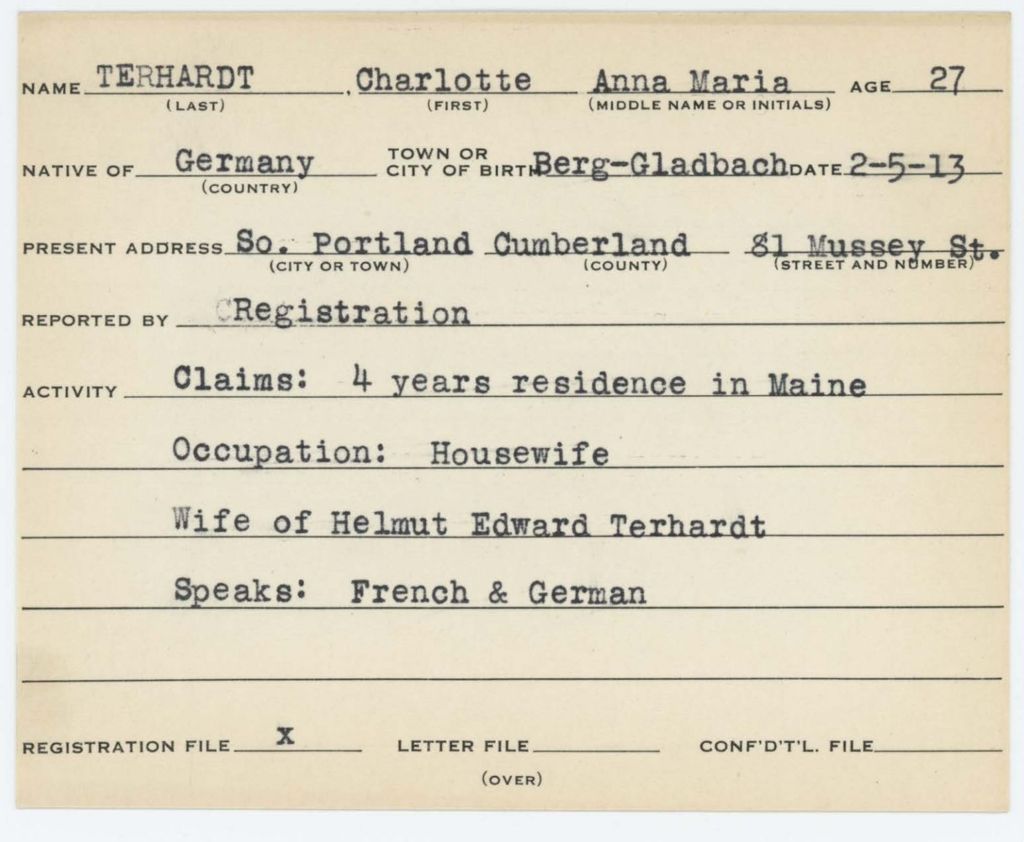 NAME TERHARDT , Charlotte Anna Maria AGE 27
(LAST) (FIRST) (MIDDLE NAME OR INITIALS)
NATIVE OF Germany TOWN OR CITY OF BIRTH Berg-Gladbach DATE 2-5-13
(COUNTRY)
PRESENT ADDRESS So. Portland Cumberland 81 Mussey St.
(CITY OR TOWN) (COUNTY) (STREET AND NUMBER)
REPORTED BY Registration
ACTIVITY Claims: 4 years residence in Maine
Occupation: Housewife
Wife of Helmut Edward Terhardt
Speaks: French & German
REGISTRATION FILE X LETTER FILE CONF'D'T'L. FILE
(OVER)